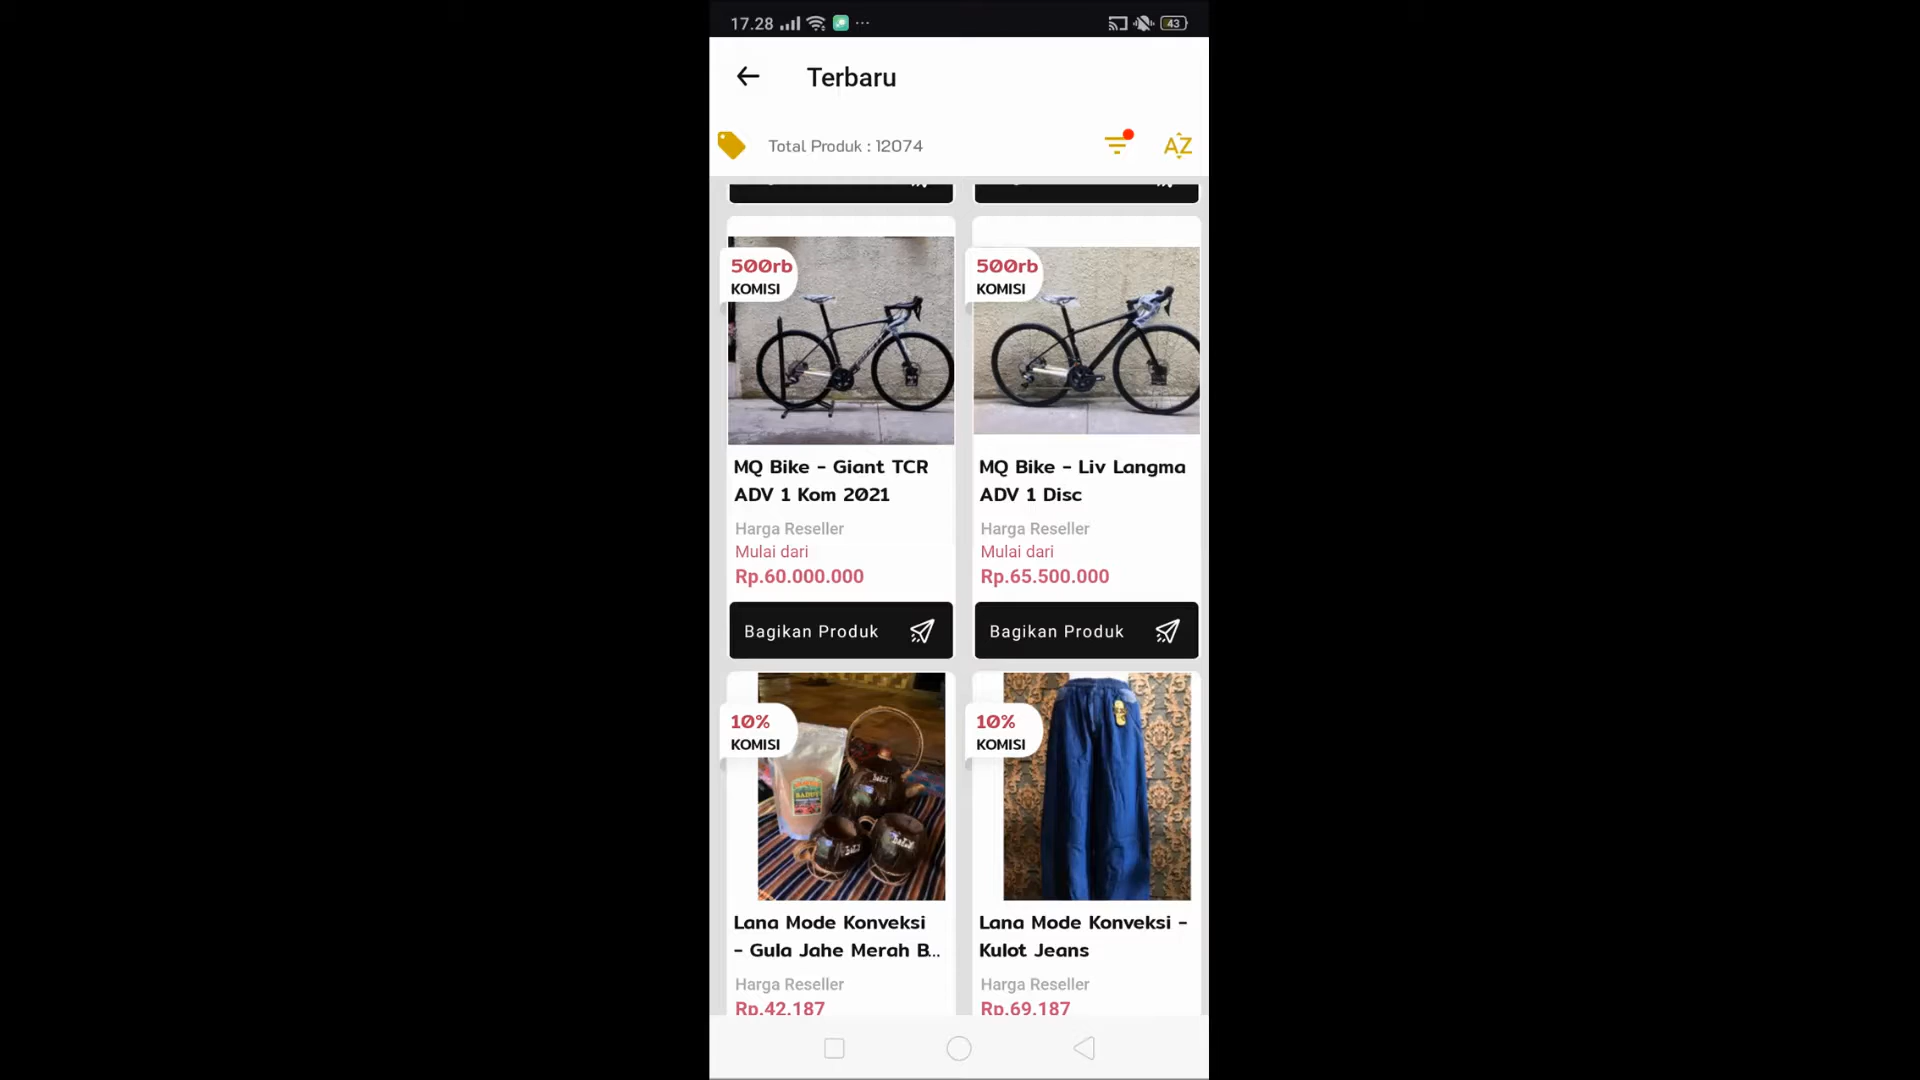 17.28
43
Terbaru
Total Produk : 12074
AZ
500rb
KOMISI
500rb
KOMISI
MQ Bike - Giant TCR
ADV 1 Kom 2021
Harga Reseller
Mulai dari
Rp.60.000.000
MQ Bike - Liv Langma
ADV 1 Disc
Harga Reseller
Mulai dari
Rp.65.500.000
Bagikan Produk
Bagikan Produk
10%
KOMISI
10%
KOMISI
Lana Mode Konveksi
- Gula Jahe Merah B...
Harga Reseller
Rp.42.187
Lana Mode Konveksi -
Kulot Jeans
Harga Reseller
Rp.69.187